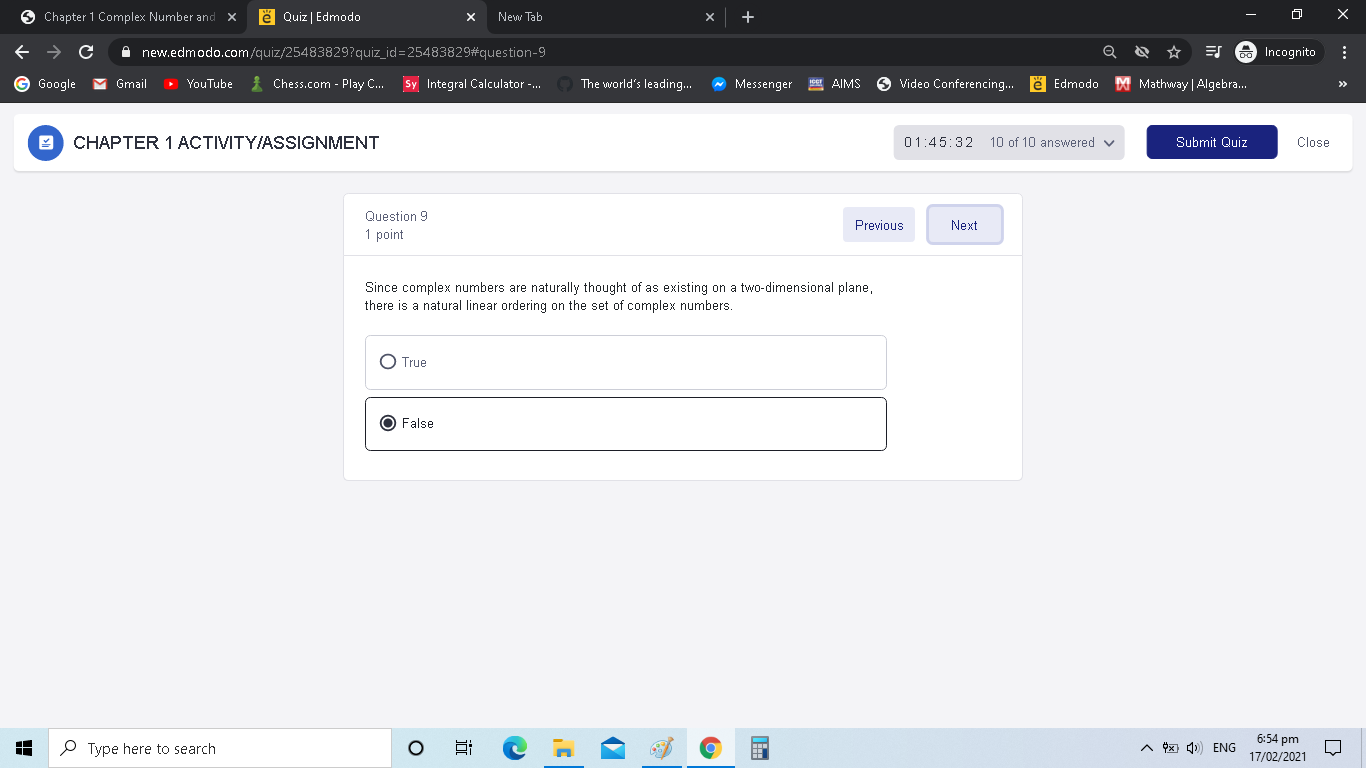 Chapter 1 Complex Number and
Quiz | Edmodo
New Tab
new.edmodo.com/quiz/25483829?quiz_id=25483829#question-9
Incognito
Google
Gmail
YouTube
Chess.com - Play C...
Sy
Integral Calculator -...
The world's leading...
Messenger
AIMS
Video Conferencing...
Edmodo
Mathway | Algebra...
»
CHAPTER 1 ACTIVITY/ASSIGNMENT
01:45:32 10 of 10 answered
Submit Quiz
Close
Question 9
1 point
Previous
Next
Since complex numbers are naturally thought of as existing on a two-dimensional plane,
there is a natural linear ordering on the set of complex numbers.
True
False
Type here to search
ENG
6:54 pm
17/02/2021